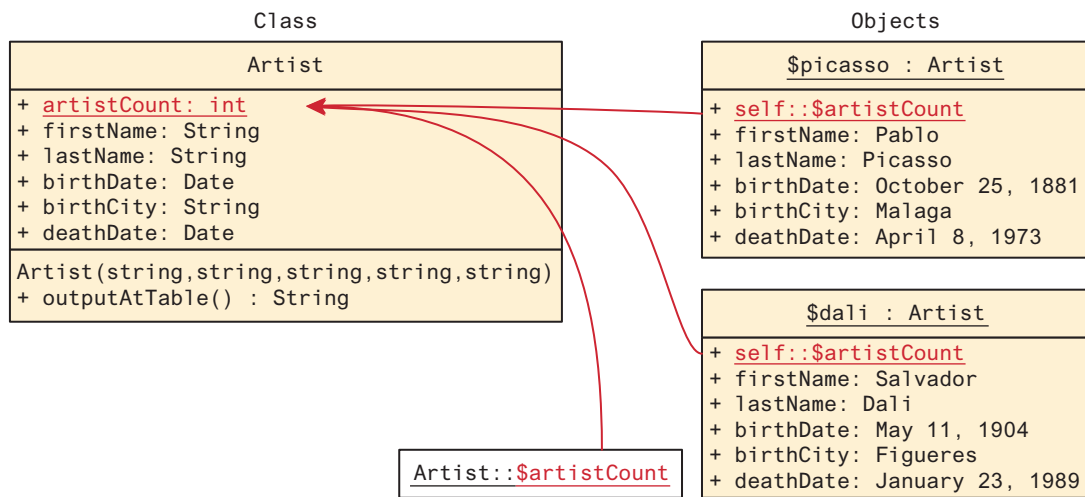 Class
Artist
+ artistCount: int
+ firstName: String
+ lastName: String
+ birthDate: Date
+ birthCity: String
+ deathDate: Date
Artist(string,string,string,string,string)
+ outputAtTable() : String
Objects
$picasso : Artist
+ self::$artistCount
+ firstName: Pablo
+ lastName: Picasso
+ birthDate: October 25, 1881
+ birthCity: Malaga
+ deathDate: April 8, 1973
$dali : Artist
+ self::$artistCount
+ firstName: Salvador
+ lastName: Dali
+ birthDate: May 11, 1904
+ birthCity: Figueres
+ deathDate: January 23, 1989
Artist::$artistCount